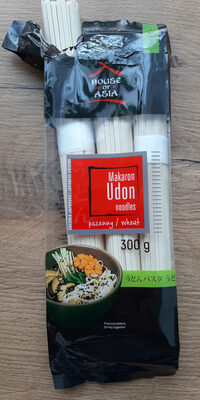 HOUSE
OF
ASIA
Makaron
Udon
noodles
pszenny / wheat
300 g
うどんパスタ うど
Propozycja podania
Serving suggestion